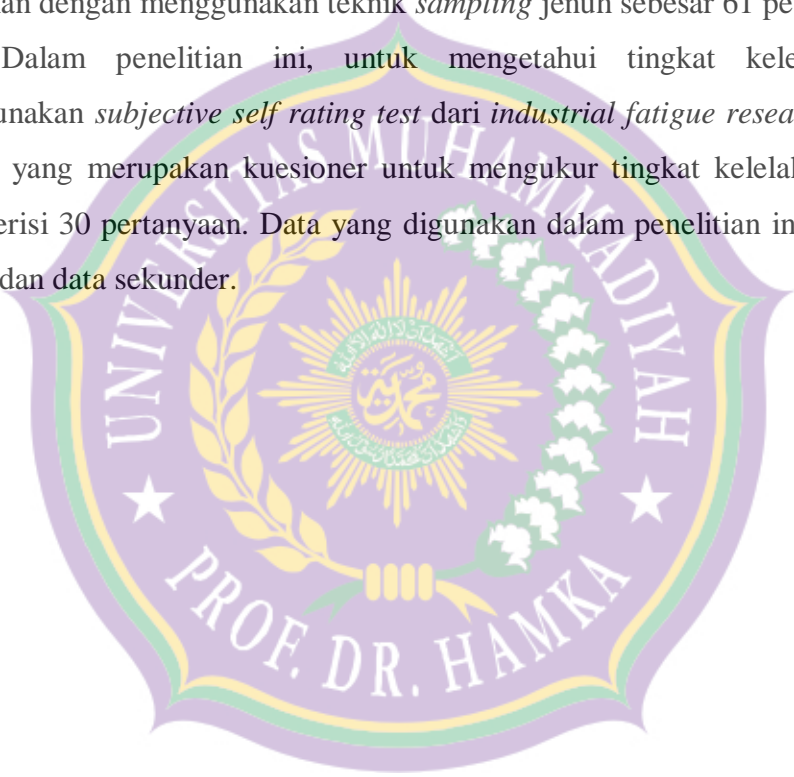 an dengan menggunakan teknik sampling jenuh sebesar 61 pe
Dalam penelitian ini, untuk mengetahui tingkat kele
unakan subjective self rating test dari industrial fatigue resea
yang merupakan kuesioner untuk mengukur tingkat kelelal
erisi 30 pertanyaan. Data yang digunakan dalam penelitian in
dan data sekunder.
UNIVERSITAS MUHAMMADIYAH
محمدية
PROF. DR. HAMKA